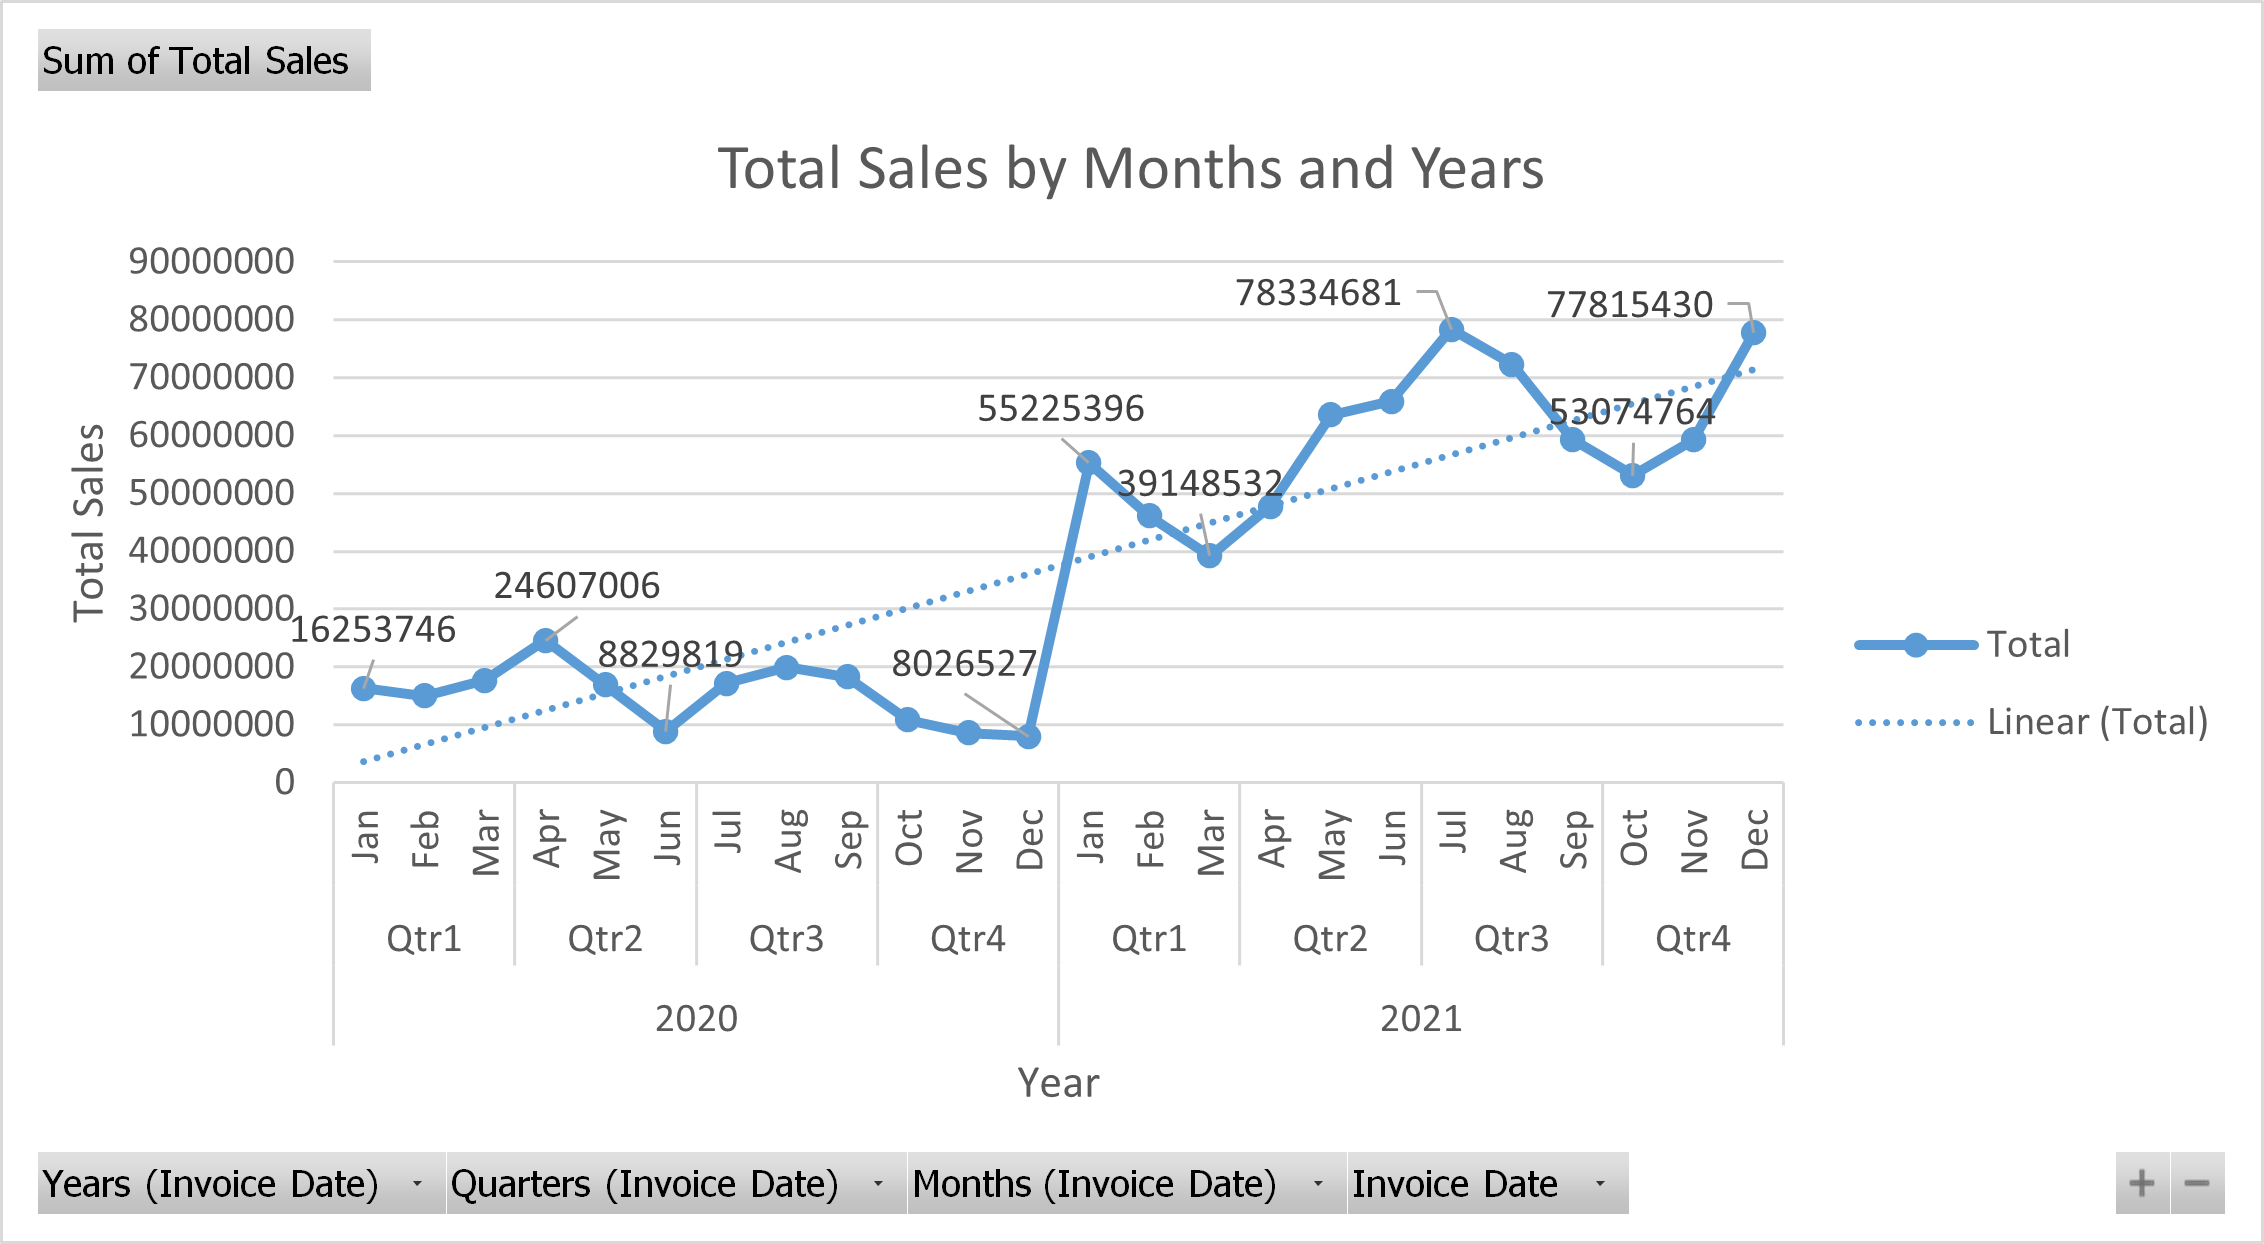 Sum of Total Sales
Total Sales by Months and Years
Total Sales
90000000
80000000
70000000
60000000
50000000
40000000
30000000
20000000
10000000
0
16253746
24607006
8829819
8026527
55225396
39148532
78334681
53074764
77815430
Total
Linear (Total)
Jan Feb Mar Apr May Jun Jul Aug Sep Oct Nov Dec Jan Feb Mar Apr May Jun Jul Aug Sep Oct Nov Dec
Qtr1 Qtr2 Qtr3 Qtr4 Qtr1 Qtr2 Qtr3 Qtr4
2020 2021
Year
Years (Invoice Date) Quarters (Invoice Date) Months (Invoice Date) Invoice Date + −